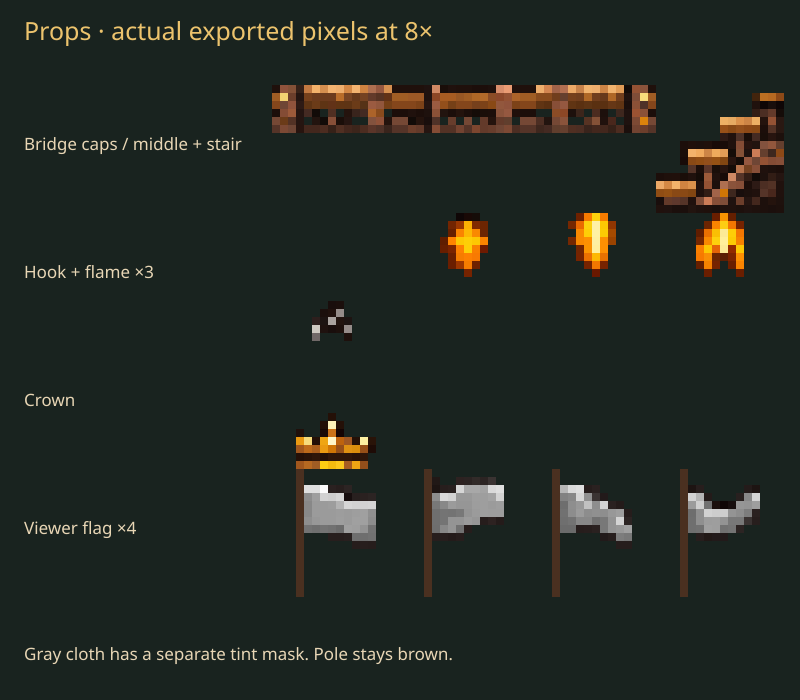 Props · actual exported pixels at 8×
Bridge caps / middle + stair
Hook + flame ×3
Crown
Viewer flag ×4
Gray cloth has a separate tint mask. Pole stays brown.